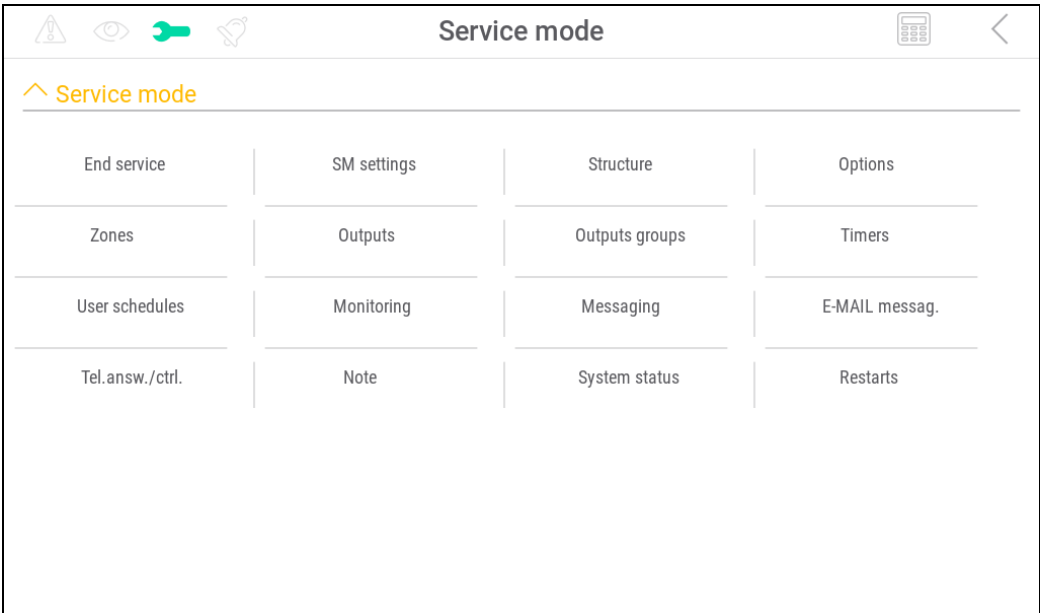 Service mode
Service mode
End service SM settings Structure Options
Zones Outputs Outputs groups Timers
User schedules Monitoring Messaging E-MAIL messag.
Tel.answ./ctrl. Note System status Restarts